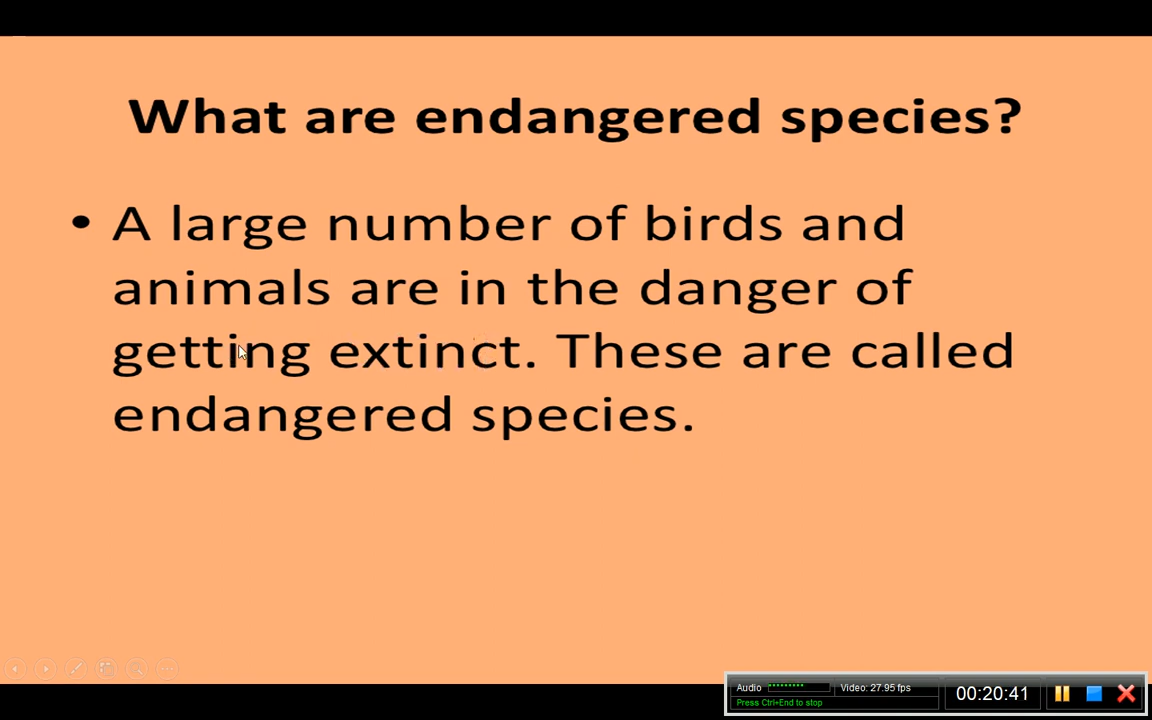 What are endangered species?
• A large number of birds and
animals are in the danger of
getting extinct. These are called
endangered species.
Audio
Video: 27.95 fps
Press Ctrl+End to stop
00:20:41